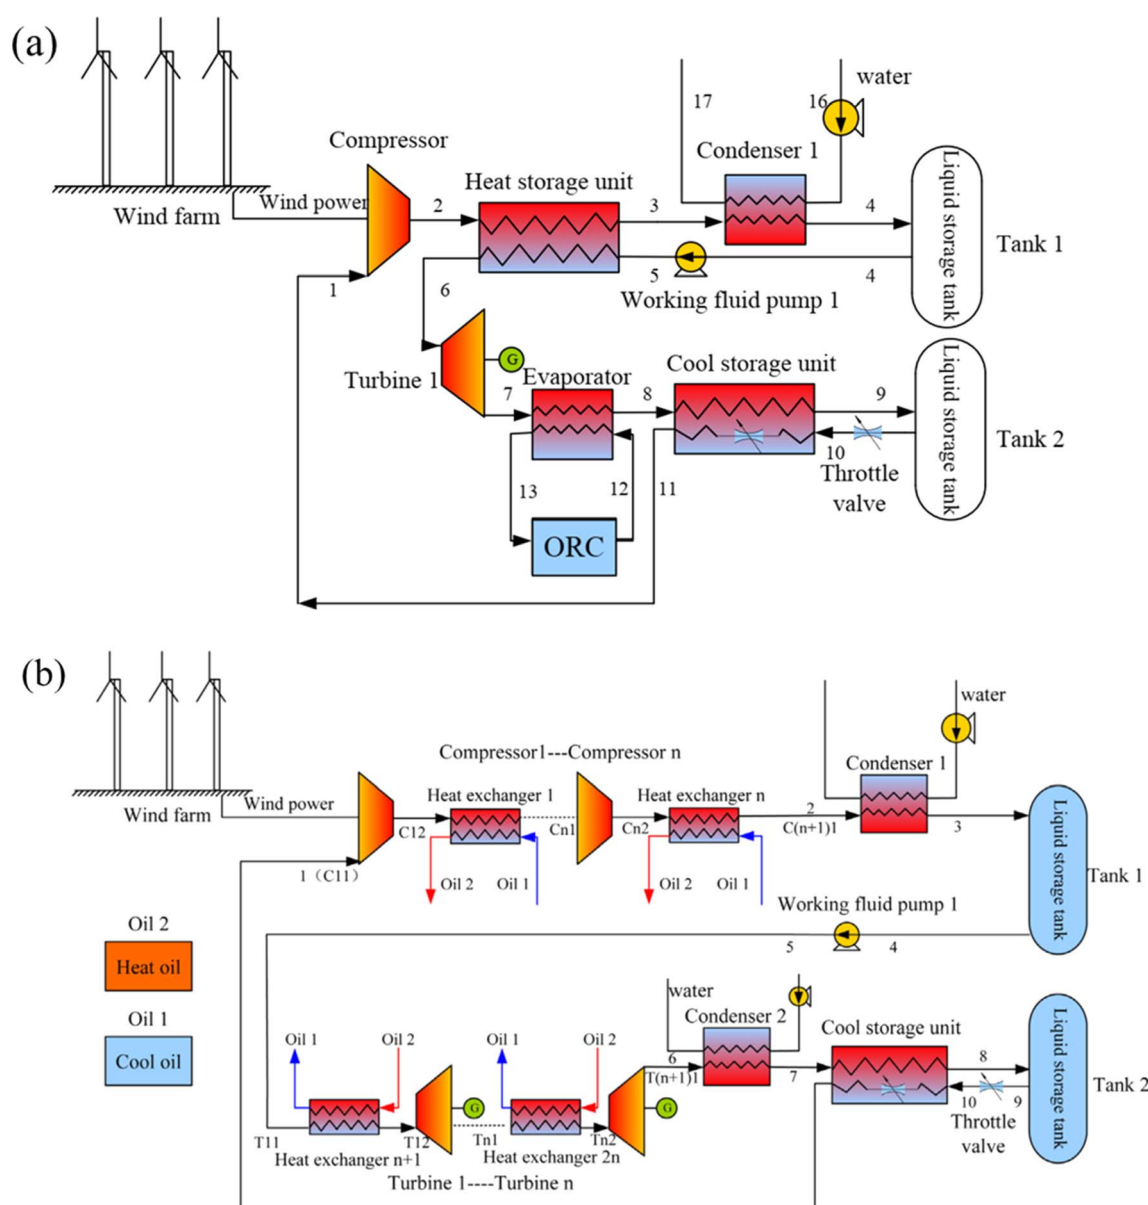 (a)
water
17
16
Compressor
Condenser 1
Heat storage unit
Wind power
Wind farm
2
3
4
Liquid storage tank
Tank 1
1
6
5
4
Working fluid pump 1
G
Turbine 1
Evaporator
Cool storage unit
7
8
9
Liquid storage tank
Tank 2
10
Throttle
valve
13
12
11
ORC
(b)
water
Compressor1---Compressor n
Condenser 1
Wind power
Wind farm
Heat exchanger 1
Heat exchanger n
C12
Cn1
Cn2
2
C(n+1)1
3
1（C11）
Oil 2
Oil 1
Oil 2
Oil 1
Liquid storage tank
Tank 1
Working fluid pump 1
5
4
Oil 2
Heat oil
Oil 1
Cool oil
water
Condenser 2
Cool storage unit
Oil 1
Oil 2
Oil 1
Oil 2
6
T(n+1)1
7
8
Liquid storage tank
Tank 2
G
G
10
9
Throttle
valve
T11
T12
Tn1
Tn2
Heat exchanger n+1
Heat exchanger 2n
Turbine 1----Turbine n